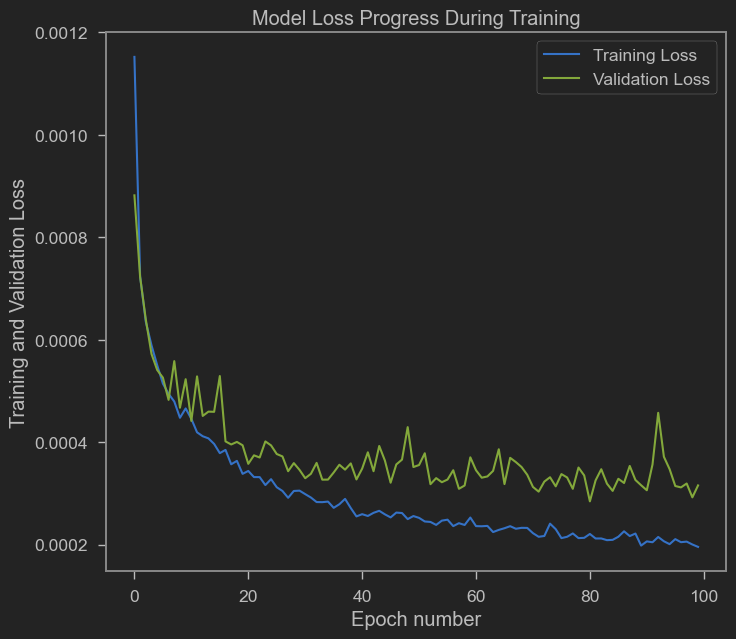 Model Loss Progress During Training
Training Loss
Validation Loss
Training and Validation Loss
0.0012
0.0010
0.0008
0.0006
0.0004
0.0002
0 20 40 60 80 100
Epoch number